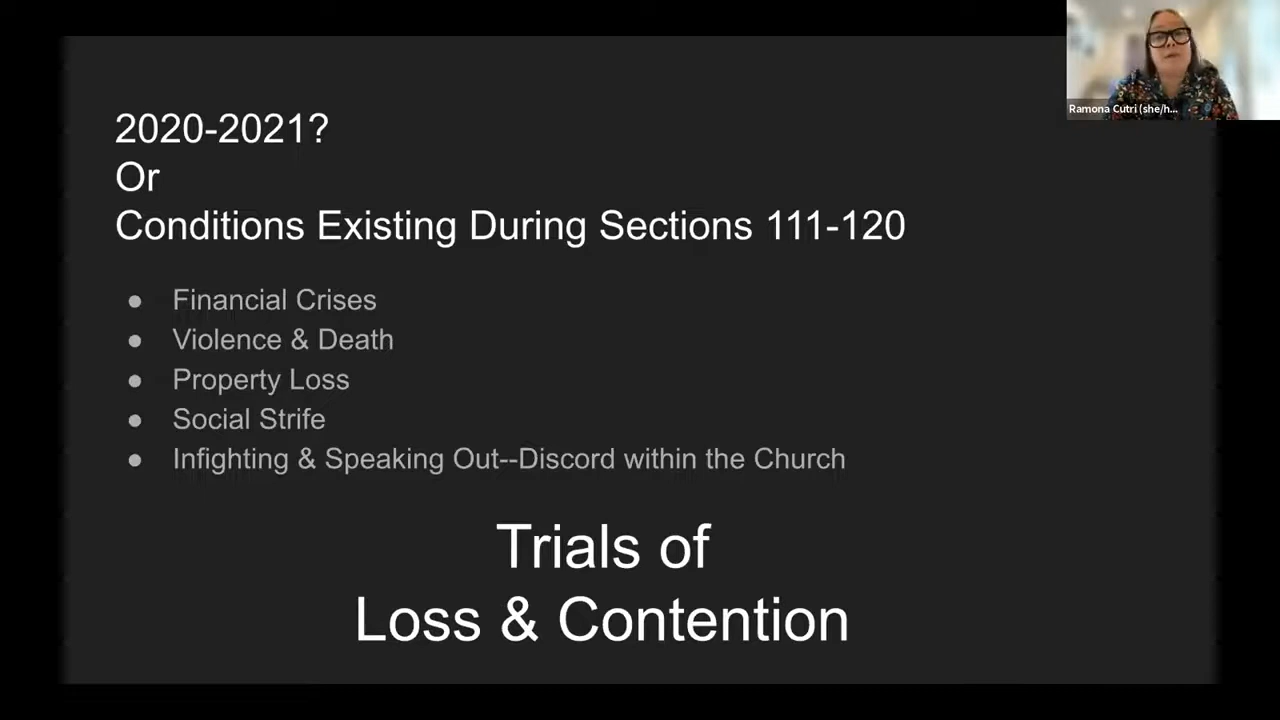 2020-2021?
Or
Conditions Existing During Sections 111-120
● Financial Crises
● Violence & Death
● Property Loss
● Social Strife
● Infighting & Speaking Out--Discord within the Church
Trials of
Loss & Contention
Ramona Cutri (she/h...